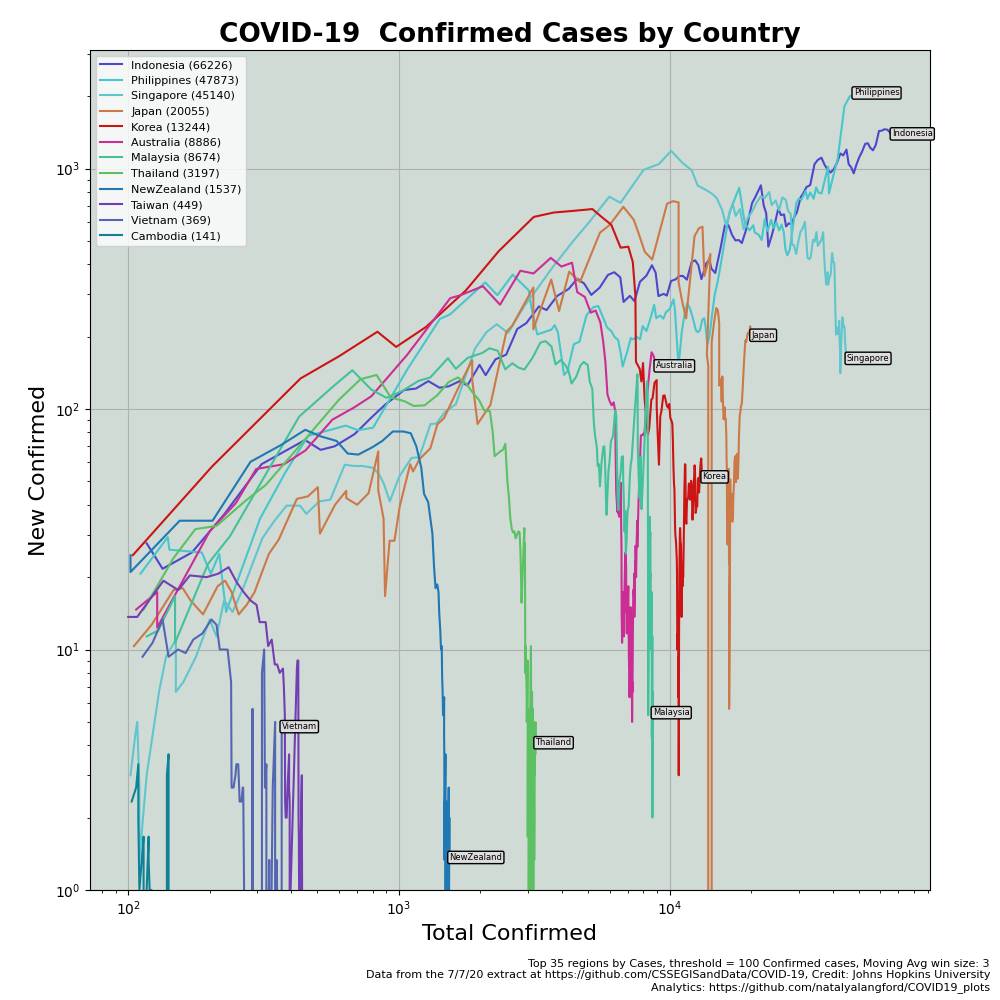 COVID-19  Confirmed Cases by Country
Indonesia (66226)
Philippines (47873)
Singapore (45140)
Japan (20055)
Korea (13244)
Australia (8886)
Malaysia (8674)
Thailand (3197)
NewZealand (1537)
Taiwan (449)
Vietnam (369)
Cambodia (141)
Philippines
Indonesia
Japan
Singapore
Australia
Korea
Malaysia
Vietnam
Thailand
NewZealand
New Confirmed
10³
10²
10¹
10⁰
10² 10³ 10⁴
Total Confirmed
Top 35 regions by Cases, threshold = 100 Confirmed cases, Moving Avg win size: 3
Data from the 7/7/20 extract at https://github.com/CSSEGISandData/COVID-19, Credit: Johns Hopkins University
Analytics: https://github.com/natalyalangford/COVID19_plots